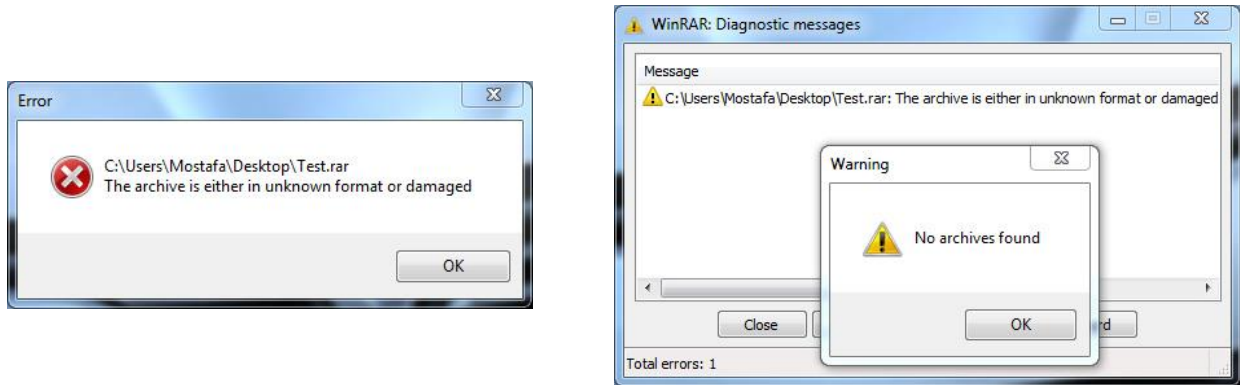 Error
C:\Users\Mostafa\Desktop\Test.rar
The archive is either in unknown format or damaged
OK
WinRAR: Diagnostic messages
Message
C:\Users\Mostafa\Desktop\Test.rar: The archive is either in unknown format or damaged
Warning
No archives found
OK
Close
rd
Total errors: 1